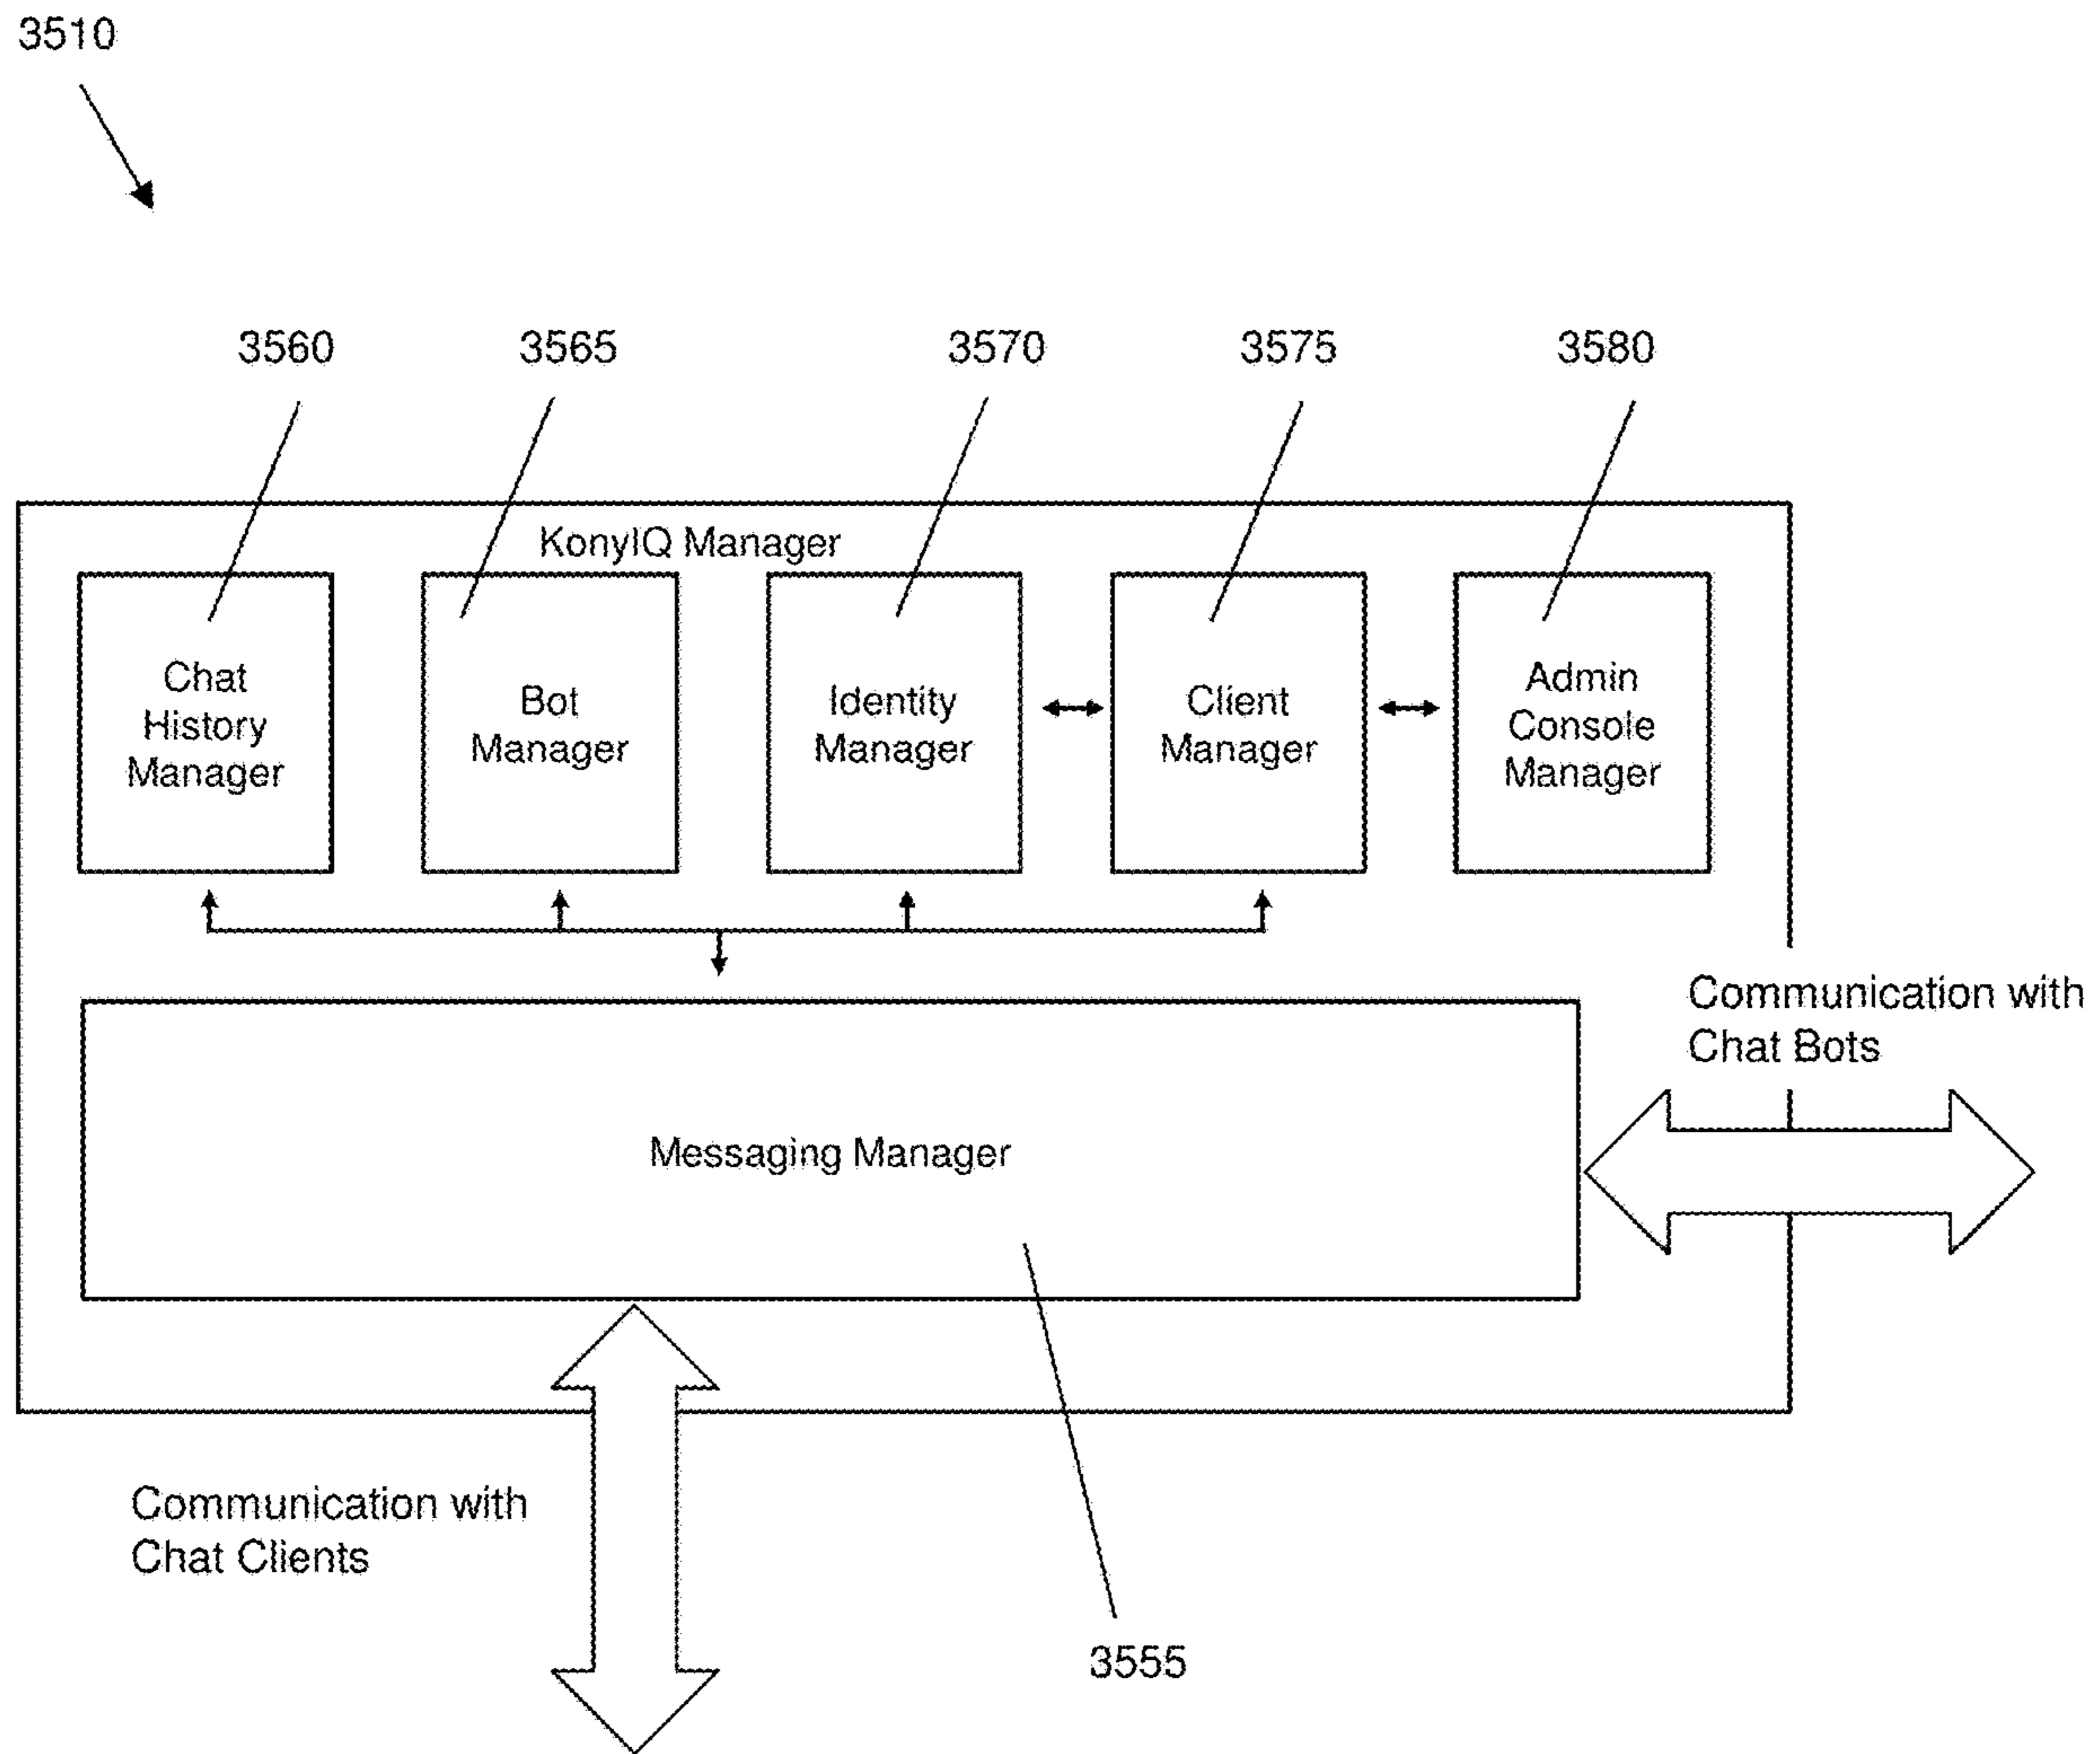 3510
3560
3565
3570
3575
3580
KonyIQ Manager
Chat
History
Manager
Bot
Manager
Identity
Manager
Client
Manager
Admin
Console
Manager
Communication with
Chat Bots
Messaging Manager
Communication with
Chat Clients
3555